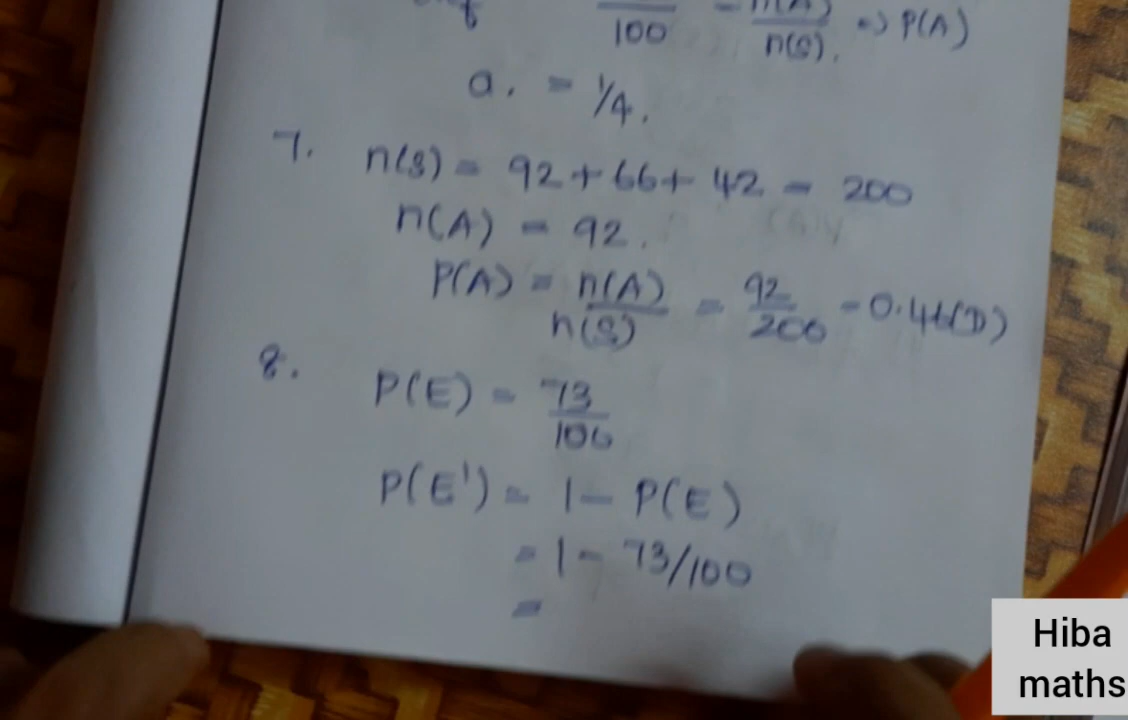 100 n(S). => P(A)
a. = 1/4.
7. n(S) = 92 + 66 + 42 = 200
n(A) = 92.
P(A) = n(A)/n(S) = 92/200 = 0.46(D)
8. P(E) = 73/100
P(E') = 1 - P(E)
= 1 - 73/100
=
Hiba
maths